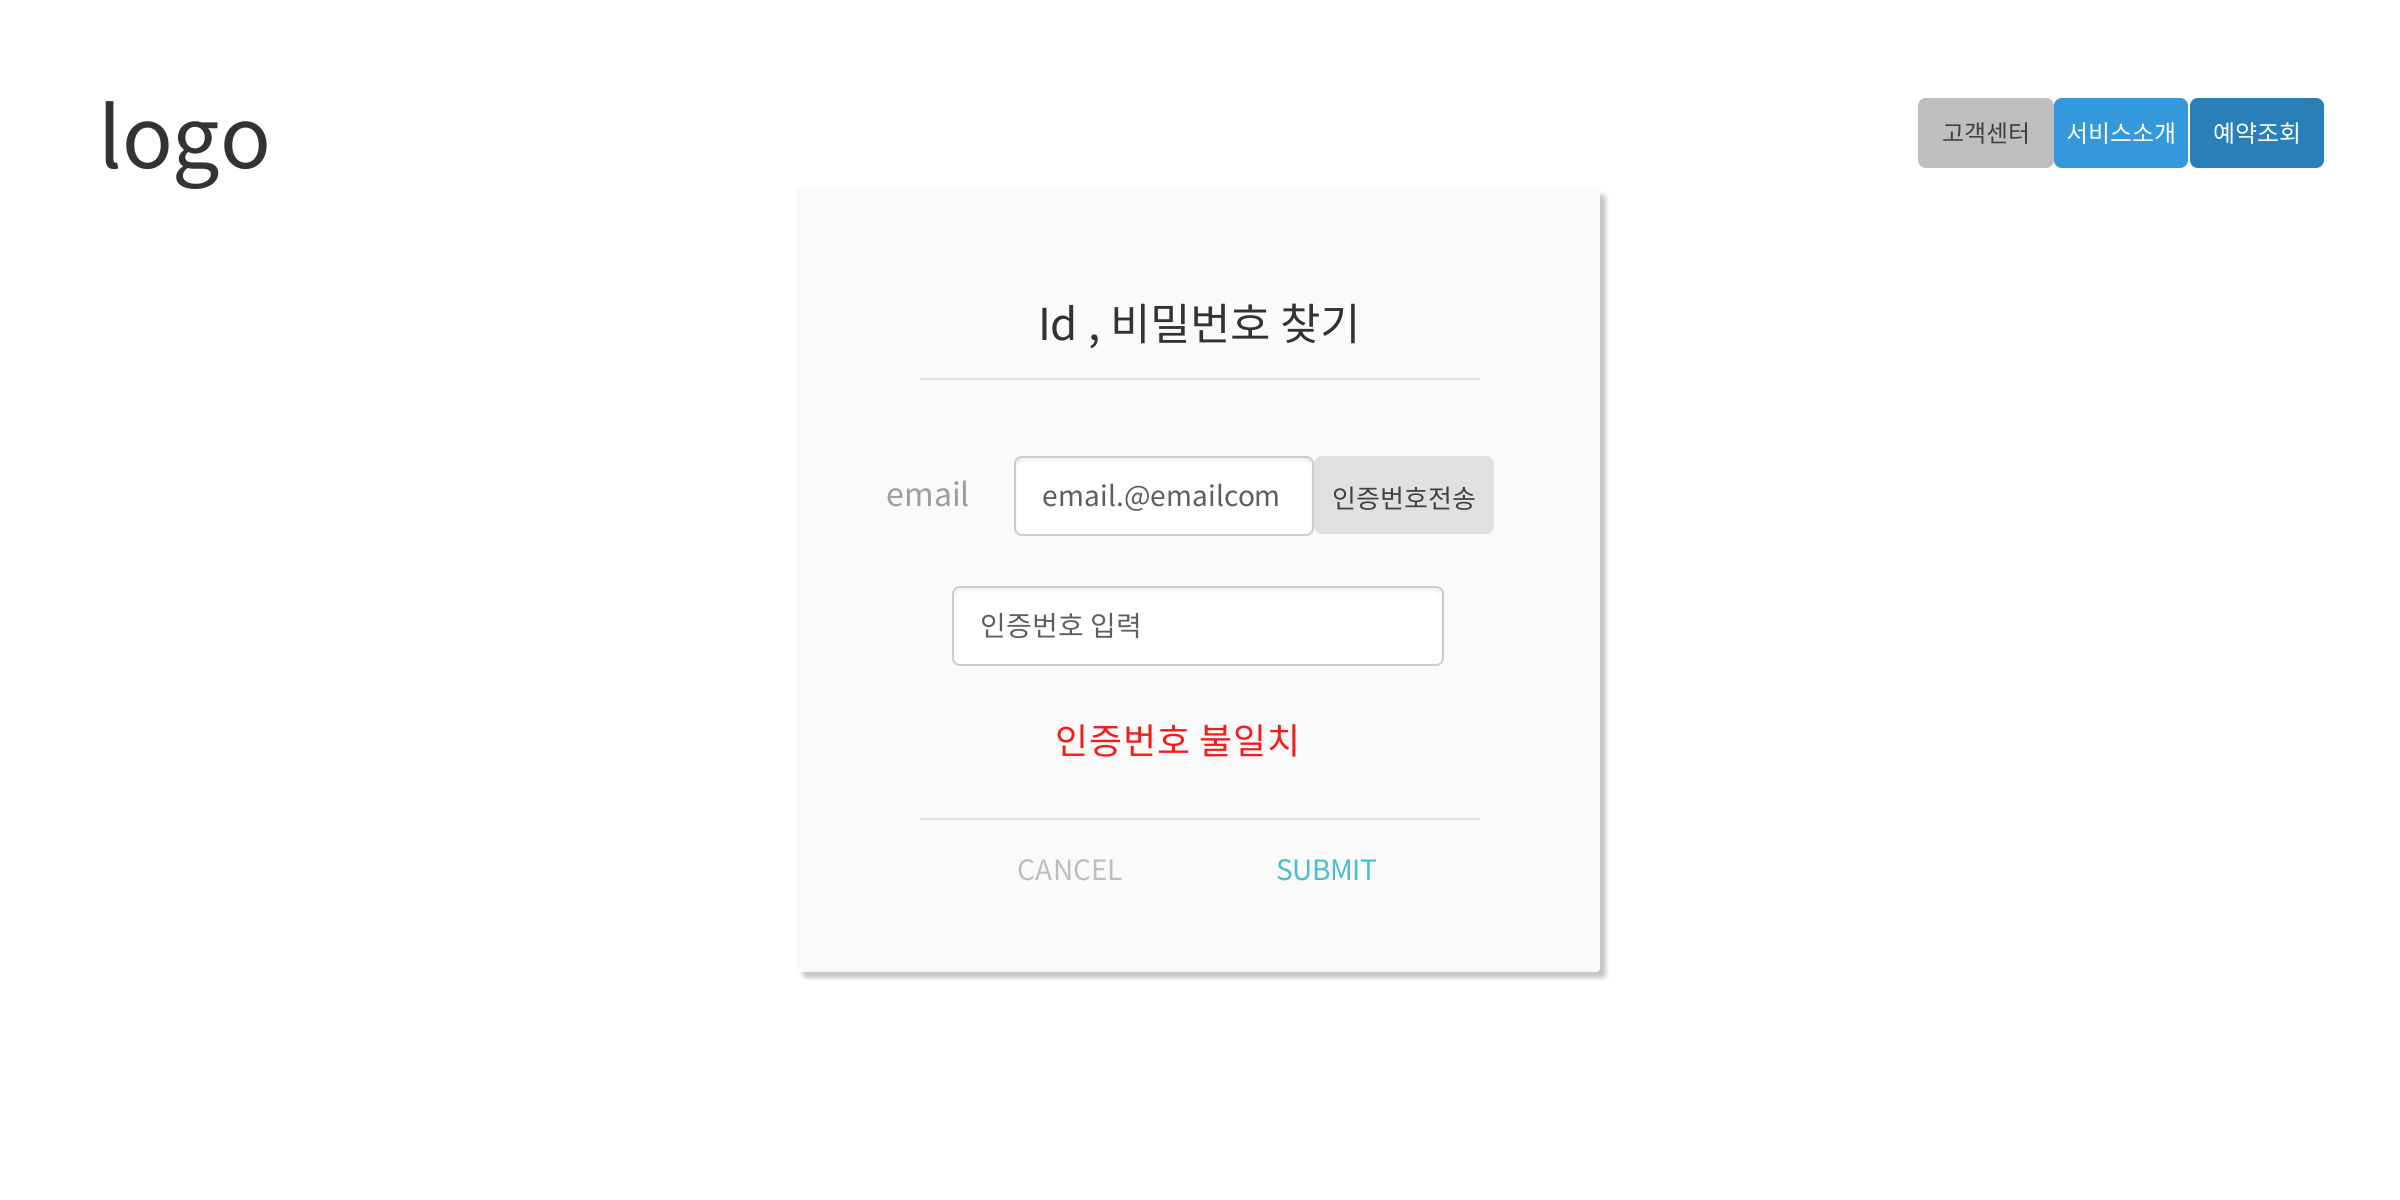 logo
고객센터 서비스소개 예약조회
Id , 비밀번호 찾기
email email.@emailcom 인증번호전송
인증번호 입력
인증번호 불일치
CANCEL SUBMIT